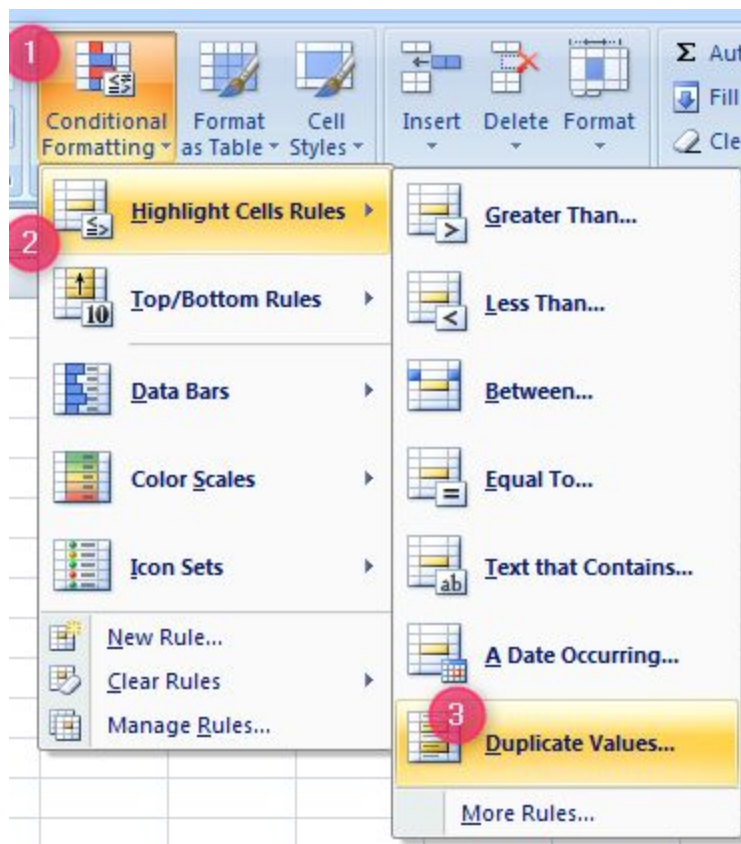 1
Conditional Formatting
Format as Table
Cell Styles
Insert
Delete
Format
Σ Aut
Fill
Cle
2
Highlight Cells Rules
Top/Bottom Rules
10
Data Bars
Color Scales
Icon Sets
New Rule...
Clear Rules
Manage Rules...
Greater Than...
Less Than...
Between...
Equal To...
Text that Contains...
ab
A Date Occurring...
3
Duplicate Values...
More Rules...